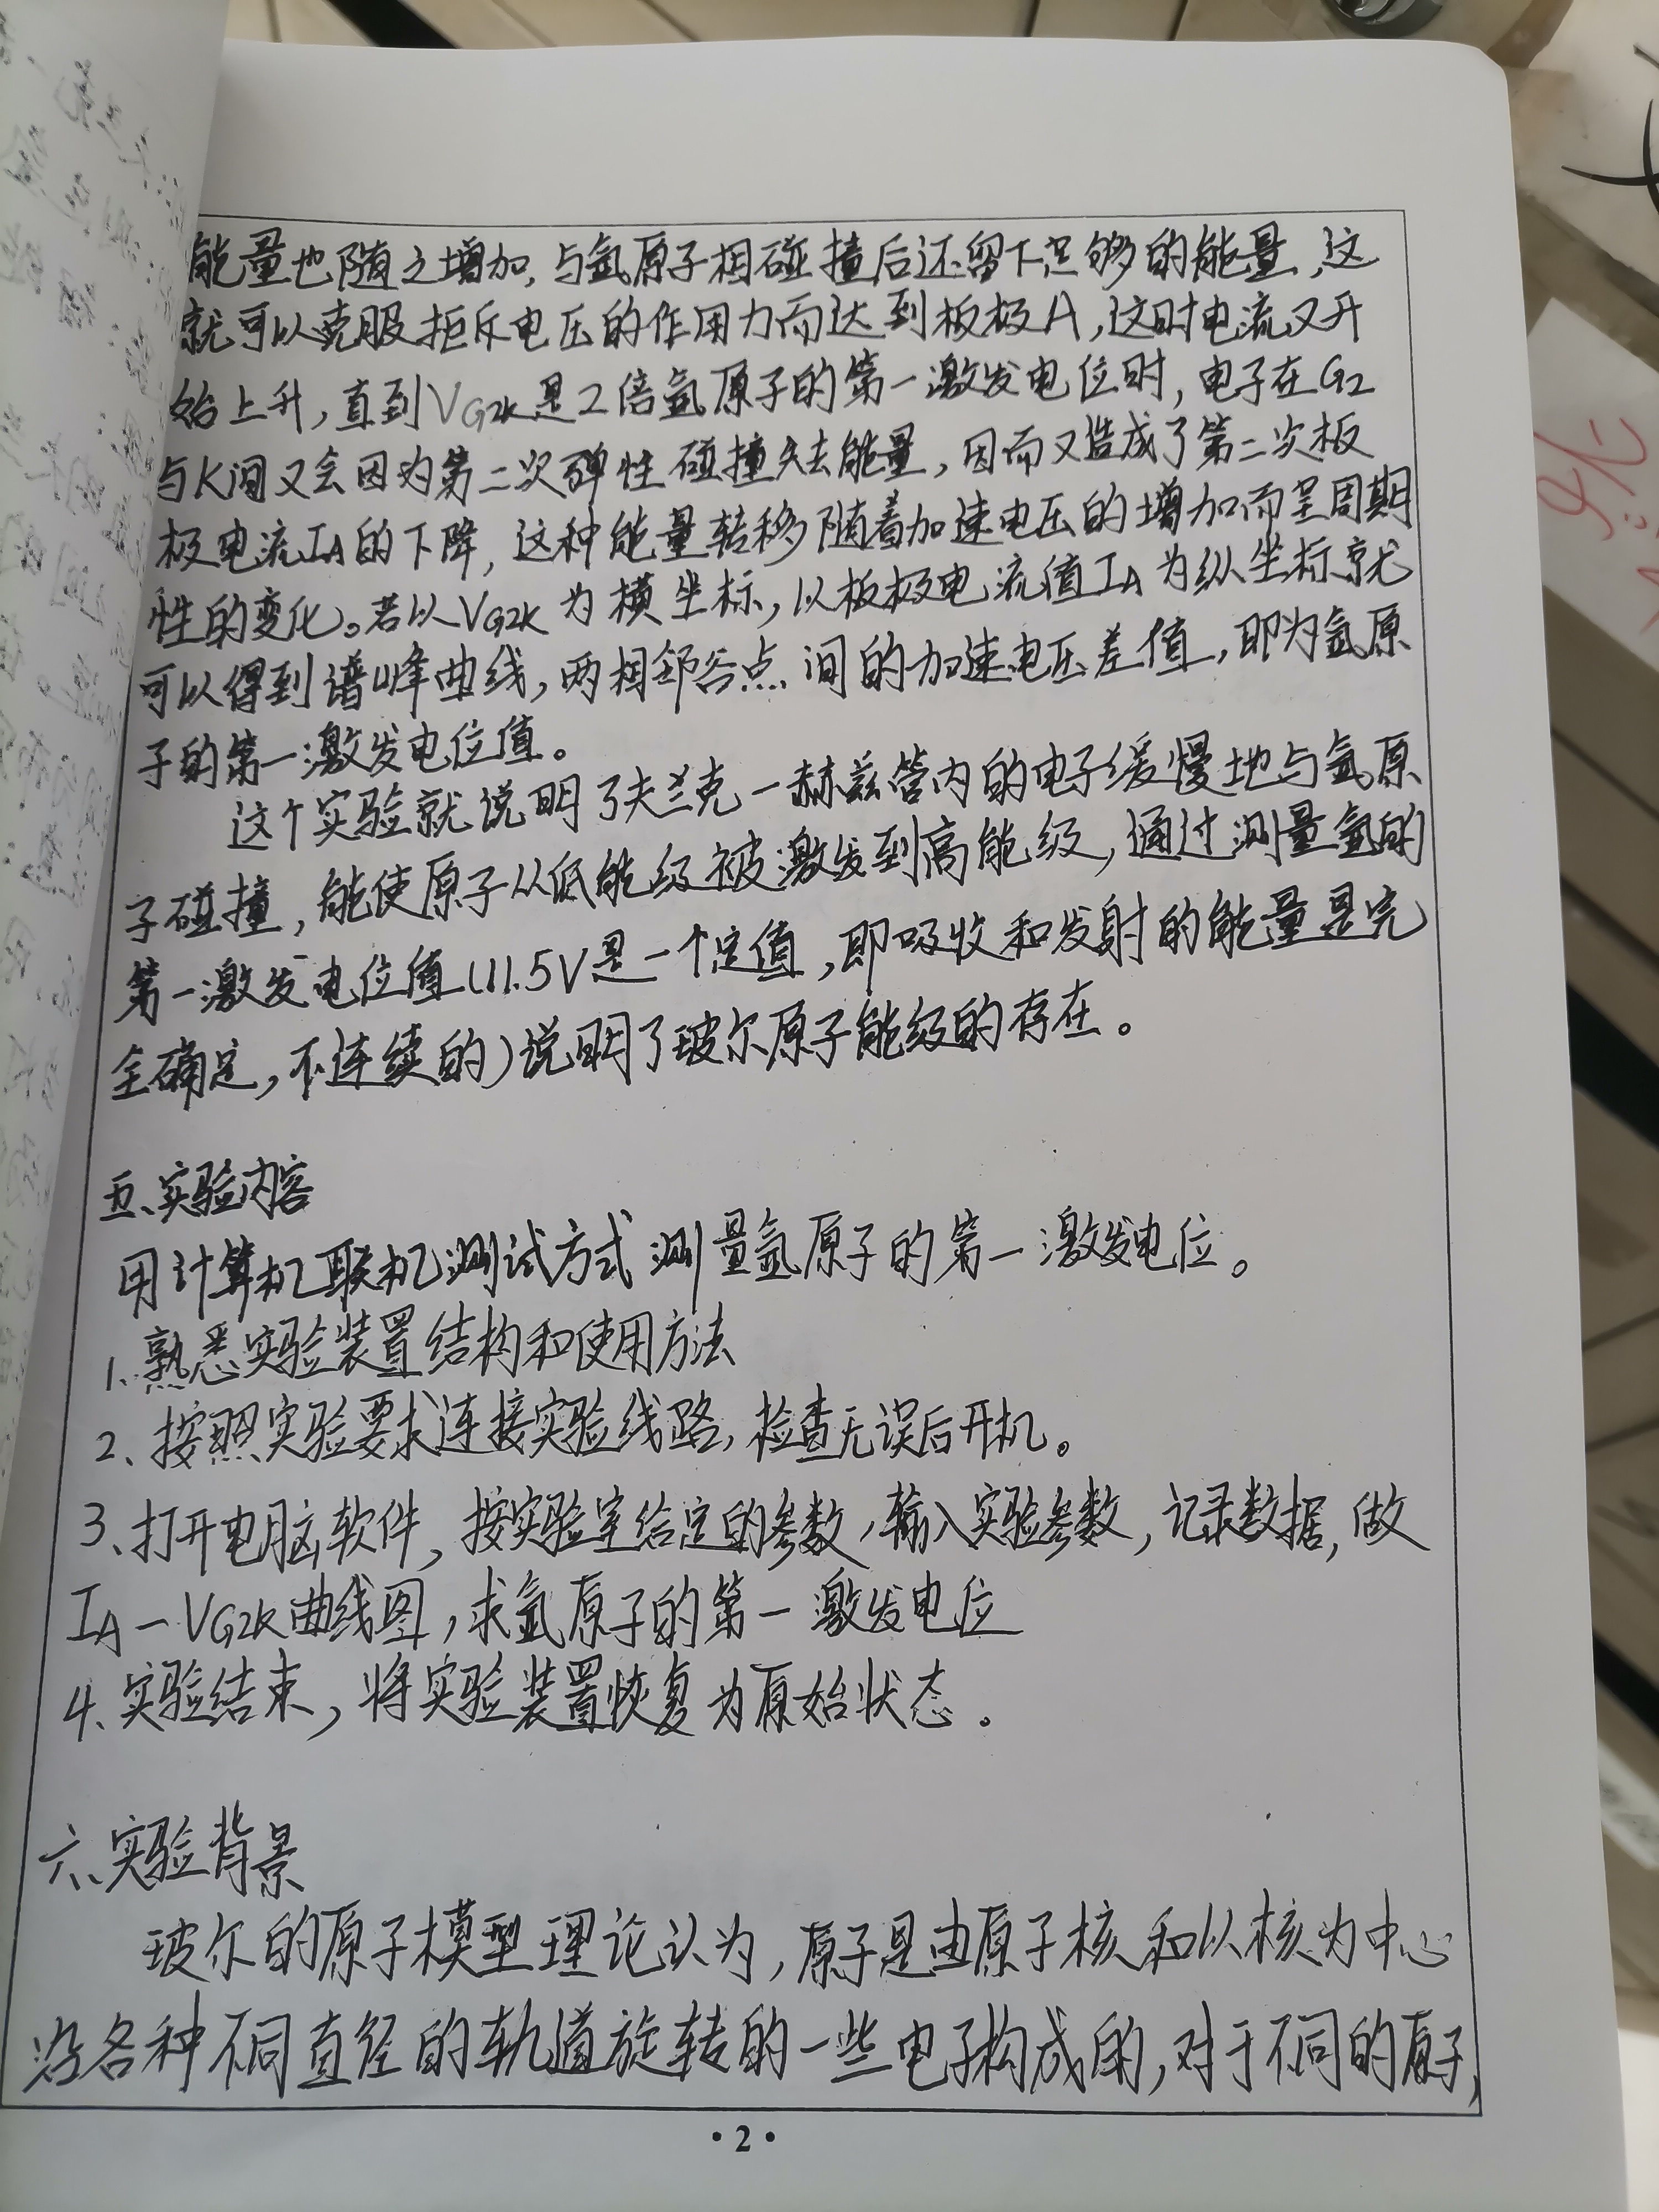 能量也随之增加,与氩原子相碰撞后还留下足够的能量,这
就可以克服拒斥电压的作用力而达到板极A,这时电流又开
始上升,直到VG2K是2倍氩原子的第一激发电位时,电子在G2
与K间又会因为第二次弹性碰撞失去能量,因而又造成了第二次板
极电流IA的下降,这种能量转移随着加速电压的增加而呈周期
性的变化。若以VG2K为横坐标,以板极电流值IA为纵坐标就
可以得到谱峰曲线,两相邻谷点间的加速电压差值,即为氩原
子的第一激发电位值。
这个实验就说明了夫兰克一赫兹管内的电子缓慢地与氩原
子碰撞,能使原子从低能级被激发到高能级,通过测量氩的
第一激发电位值(11.5V是一个定值,即吸收和发射的能量是完
全确定,不连续的)说明了玻尔原子能级的存在。
五、实验内容
用计算机联机测试方式测量氩原子的第一激发电位。
1、熟悉实验装置结构和使用方法
2、按照实验要求连接实验线路,检查无误后开机。
3、打开电脑软件,按实验室给定的参数,输入实验参数,记录数据,做
IA-VG2K曲线图,求氩原子的第一激发电位
4、实验结束,将实验装置恢复为原始状态。
六、实验背景
玻尔的原子模型理论认为,原子是由原子核和以核为中心
沿各种不同直径的轨道旋转的一些电子构成的,对于不同的原子,
·2·